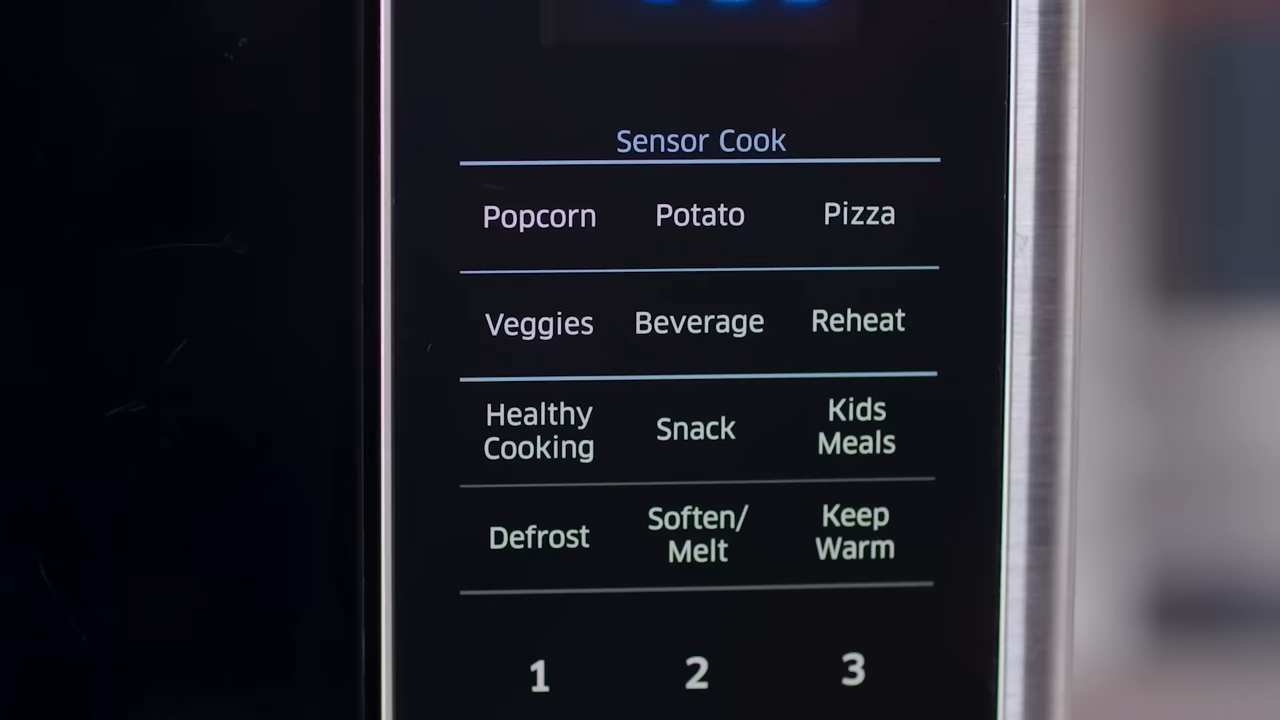 Sensor Cook
Popcorn Potato Pizza
Veggies Beverage Reheat
Healthy Cooking
Snack
Kids Meals
Defrost
Soften/
Melt
Keep
Warm
1 2 3